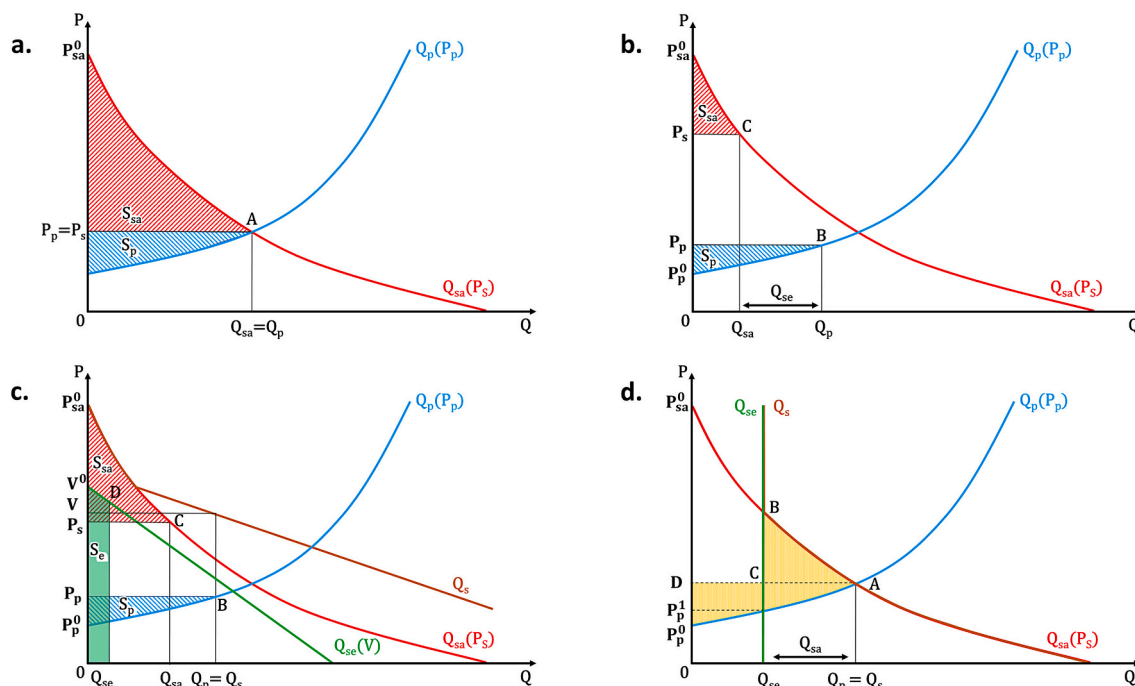 a.
P
P⁰sa
Qp(Pp)
Ssa
A
Pp=Ps
Sp
Qsa(PS)
0
Qsa=Qp
Q
b.
P
P⁰sa
Qp(Pp)
Ssa
C
Ps
Pp
B
Sp
P⁰p
Qse
Qsa(PS)
0
Qsa
Qp
Q
c.
P
P⁰sa
Qp(Pp)
Ssa
V⁰
D
V
Ps
C
Se
Qs
Pp
Sp
B
P⁰p
Qse(V)
Qsa(PS)
0
Qse
Qsa
Qp= Qs
Q
d.
P
P⁰sa
Qse
Qs
Qp(Pp)
B
C
D
A
P¹p
P⁰p
Qsa
Qsa(PS)
0
Qse
Qp= Qs
Q